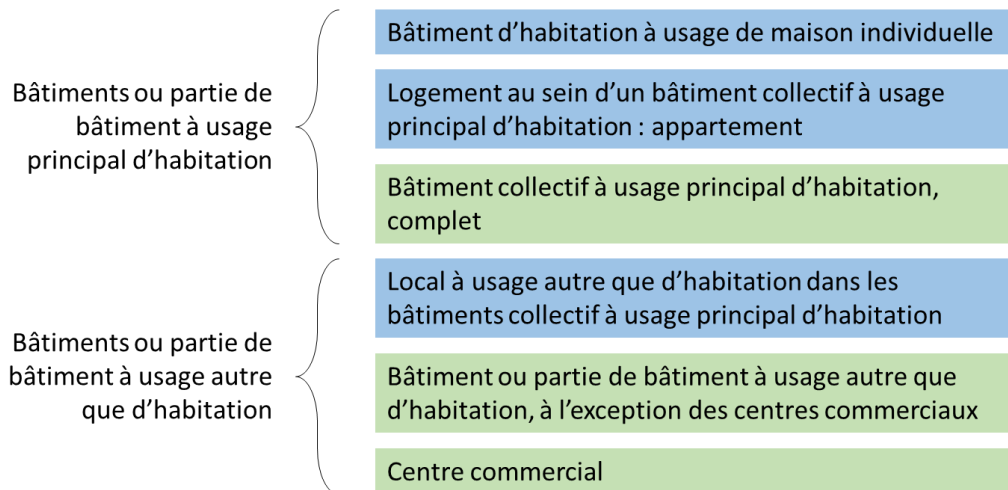 Bâtiments ou partie de
bâtiment à usage
principal d’habitation
Bâtiment d’habitation à usage de maison individuelle
Logement au sein d’un bâtiment collectif à usage
principal d’habitation : appartement
Bâtiment collectif à usage principal d’habitation,
complet
Bâtiments ou partie de
bâtiment à usage autre
que d’habitation
Local à usage autre que d’habitation dans les
bâtiments collectif à usage principal d’habitation
Bâtiment ou partie de bâtiment à usage autre que
d’habitation, à l’exception des centres commerciaux
Centre commercial